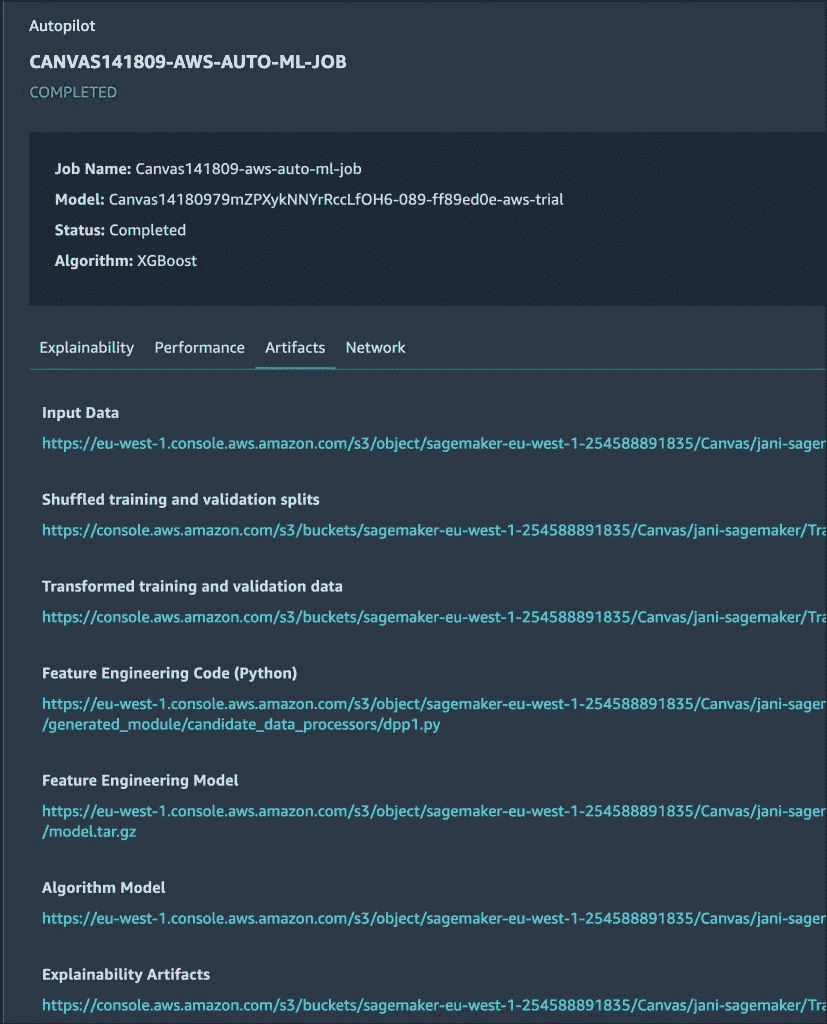 Autopilot
CANVAS141809-AWS-AUTO-ML-JOB
COMPLETED
Job Name: Canvas141809-aws-auto-ml-job
Model: Canvas14180979mZPXykNNYrRccLfOH6-089-ff89ed0e-aws-trial
Status: Completed
Algorithm: XGBoost
Explainability Performance Artifacts Network
Input Data
https://eu-west-1.console.aws.amazon.com/s3/object/sagemaker-eu-west-1-254588891835/Canvas/jani-sager
Shuffled training and validation splits
https://console.aws.amazon.com/s3/buckets/sagemaker-eu-west-1-254588891835/Canvas/jani-sagemaker/Tra
Transformed training and validation data
https://console.aws.amazon.com/s3/buckets/sagemaker-eu-west-1-254588891835/Canvas/jani-sagemaker/Tra
Feature Engineering Code (Python)
https://eu-west-1.console.aws.amazon.com/s3/object/sagemaker-eu-west-1-254588891835/Canvas/jani-sager
/generated_module/candidate_data_processors/dpp1.py
Feature Engineering Model
https://eu-west-1.console.aws.amazon.com/s3/object/sagemaker-eu-west-1-254588891835/Canvas/jani-sager
/model.tar.gz
Algorithm Model
https://eu-west-1.console.aws.amazon.com/s3/object/sagemaker-eu-west-1-254588891835/Canvas/jani-sager
Explainability Artifacts
https://console.aws.amazon.com/s3/buckets/sagemaker-eu-west-1-254588891835/Canvas/jani-sagemaker/Tra